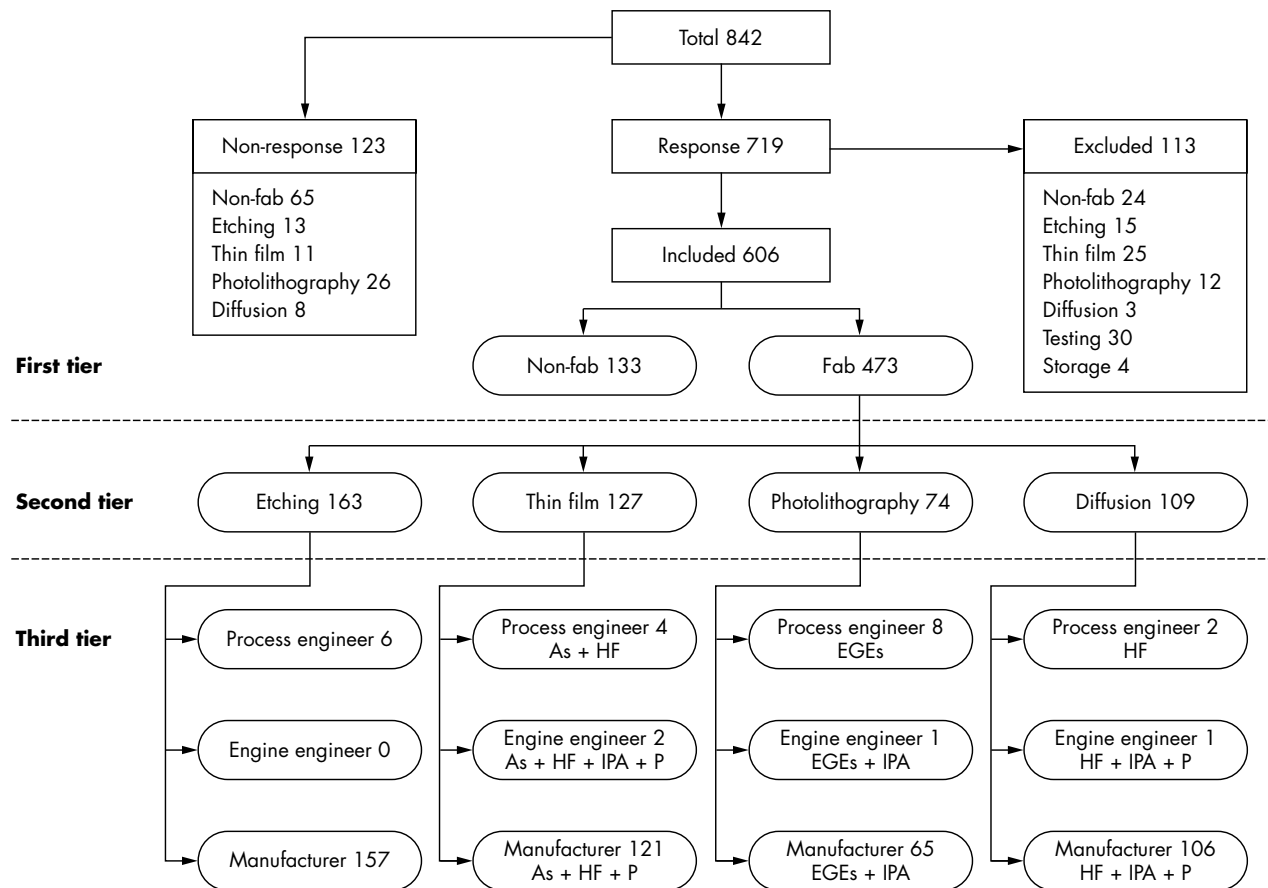 Total 842
Non-response 123
Non-fab 65
Etching 13
Thin film 11
Photolithography 26
Diffusion 8
Response 719
Excluded 113
Non-fab 24
Etching 15
Thin film 25
Photolithography 12
Diffusion 3
Testing 30
Storage 4
Included 606
First tier
Non-fab 133
Fab 473
Second tier
Etching 163
Thin film 127
Photolithography 74
Diffusion 109
Third tier
Process engineer 6
Process engineer 4
As + HF
Process engineer 8
EGEs
Process engineer 2
HF
Engine engineer 0
Engine engineer 2
As + HF + IPA + P
Engine engineer 1
EGEs + IPA
Engine engineer 1
HF + IPA + P
Manufacturer 157
Manufacturer 121
As + HF + P
Manufacturer 65
EGEs + IPA
Manufacturer 106
HF + IPA + P